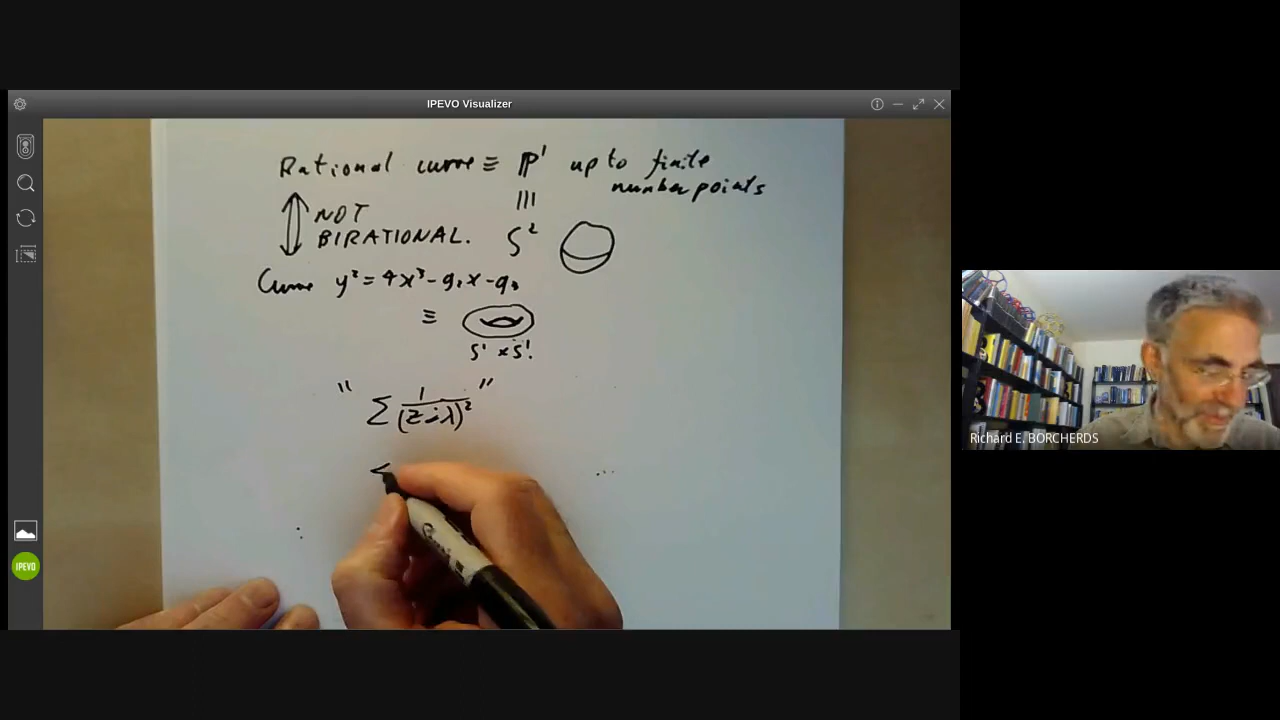 IPEVO Visualizer
Rational curve ≡ ℙ¹ up to finite
number points
|||
NOT
BIRATIONAL.
S²
Curve y² = 4x³ - g₂x - g₃
≡
S¹ × S¹.
" Σ 1/(z-λ)² "
IPEVO
Richard E. BORCHERDS